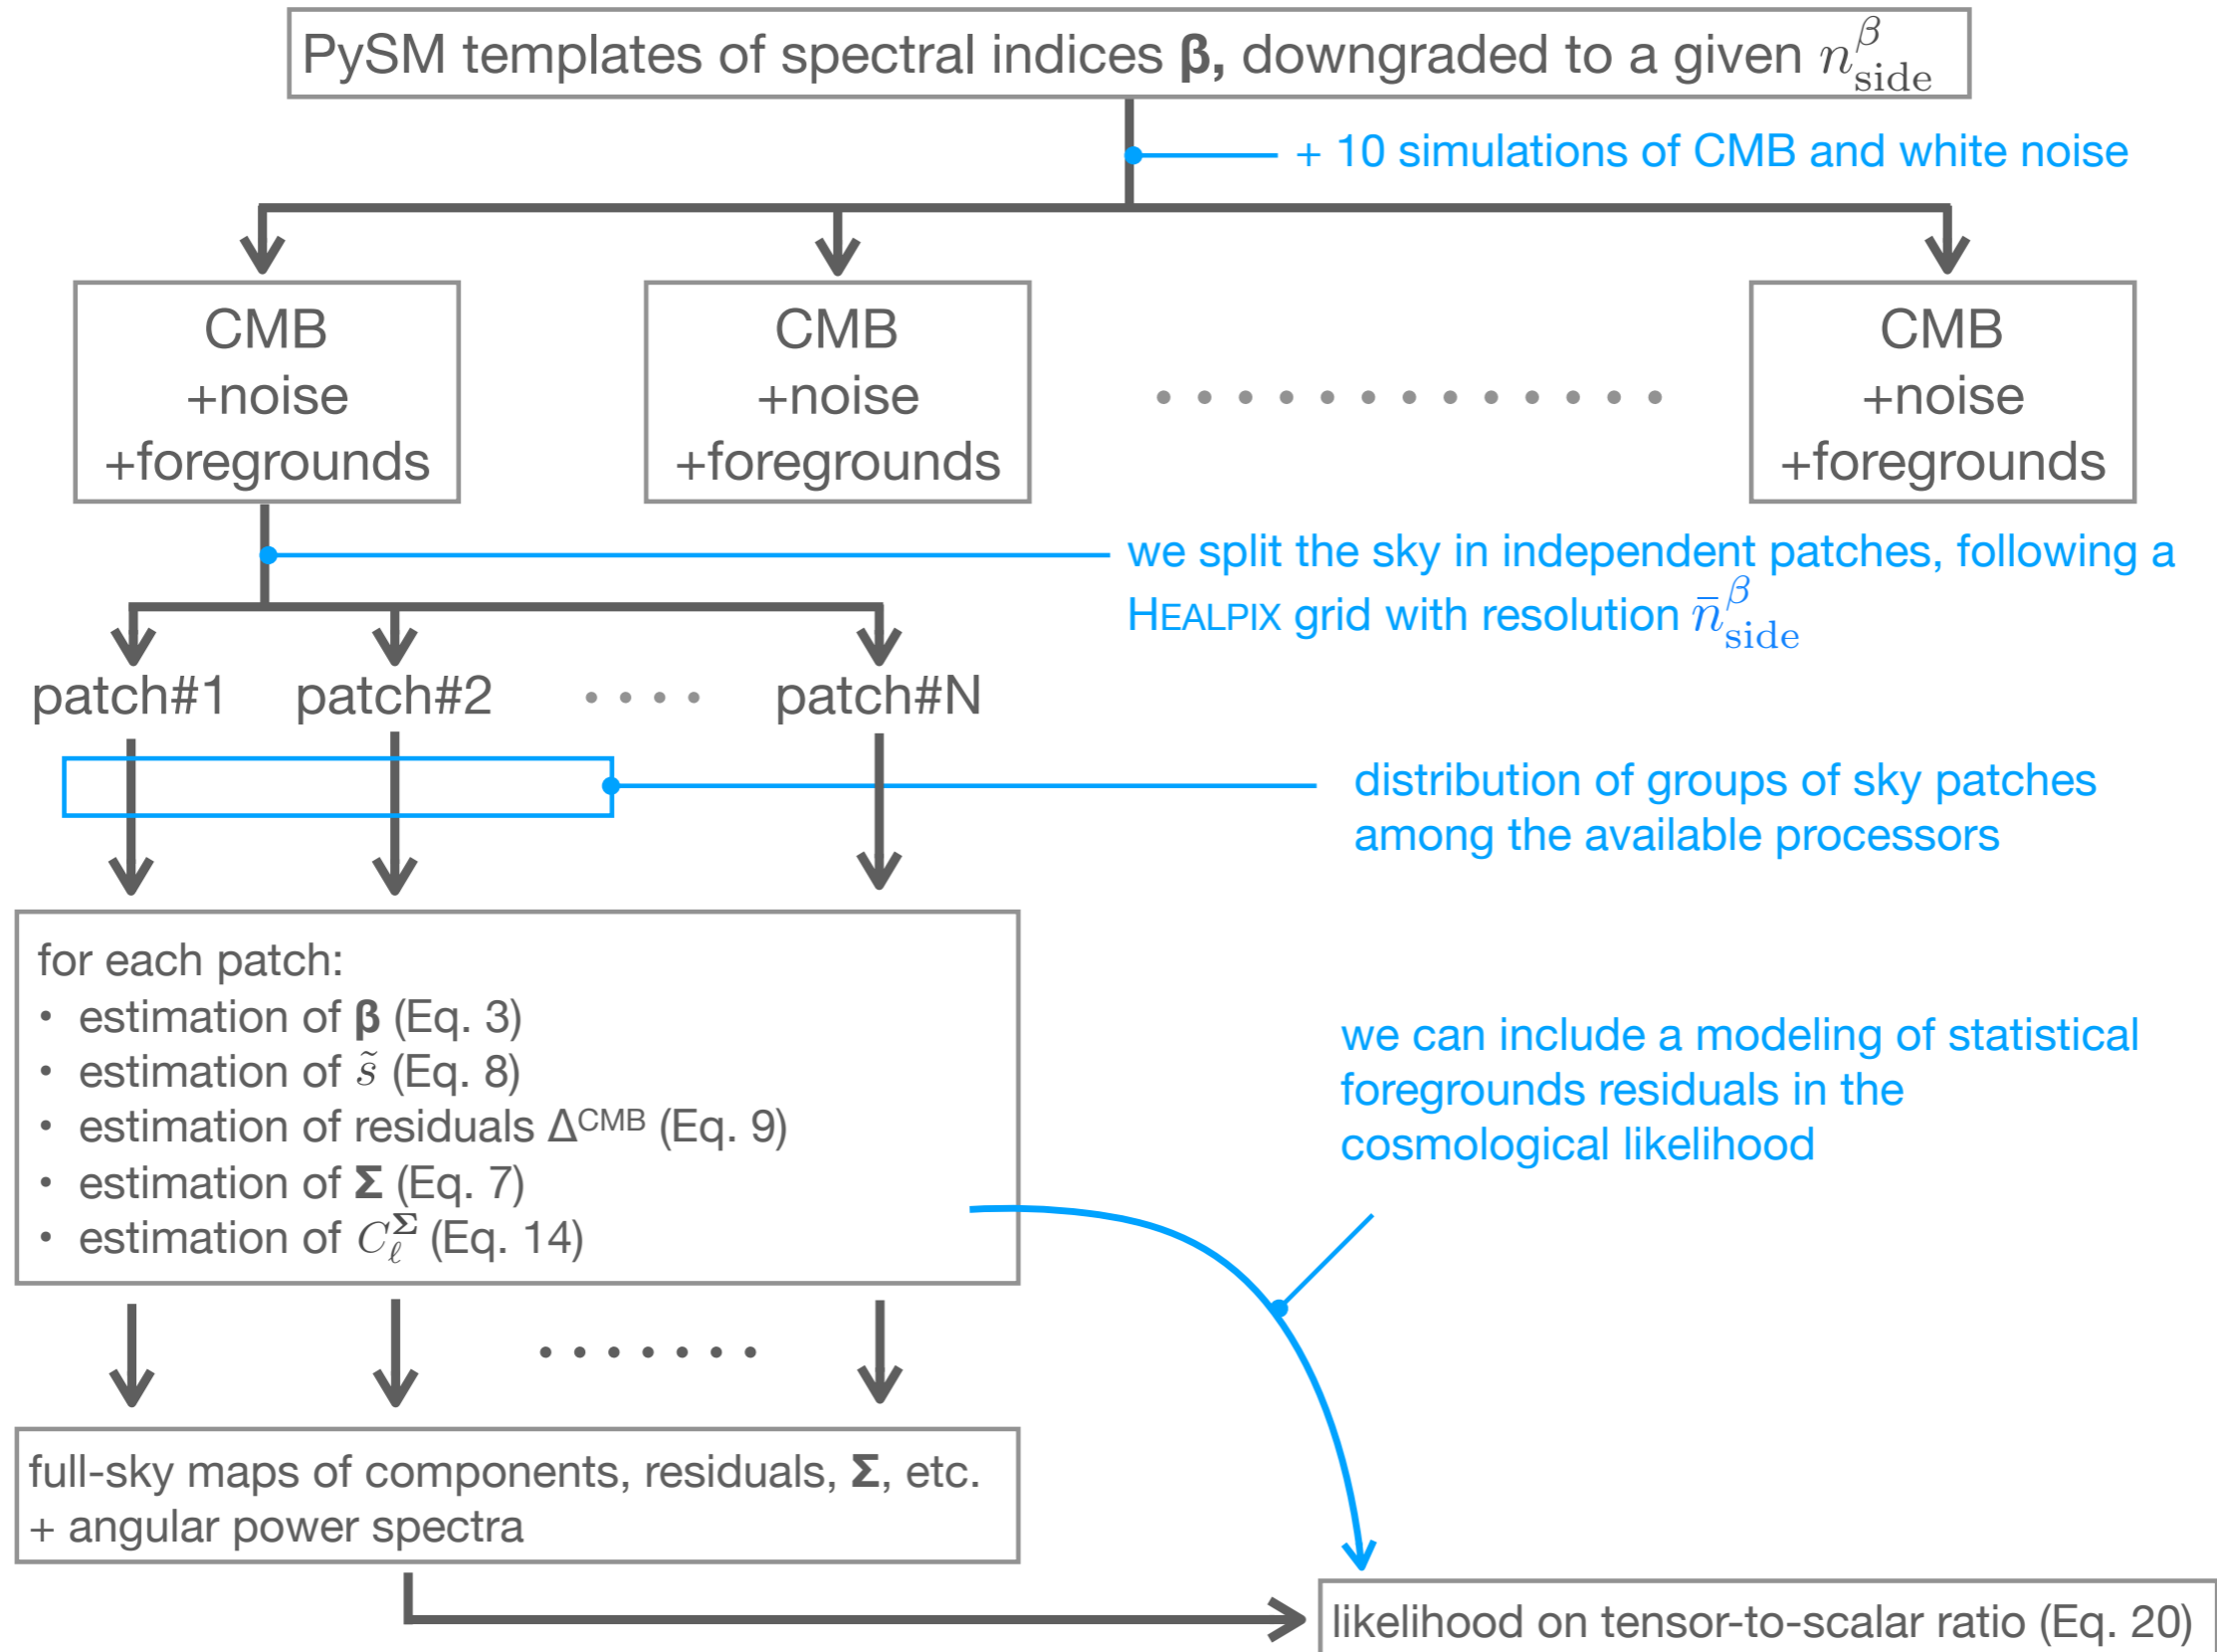 PySM templates of spectral indices β, downgraded to a given n_side^β
+ 10 simulations of CMB and white noise
CMB
+noise
+foregrounds
CMB
+noise
+foregrounds
CMB
+noise
+foregrounds
we split the sky in independent patches, following a
HEALPIX grid with resolution n̄_side^β
patch#1
patch#2
patch#N
distribution of groups of sky patches
among the available processors
for each patch:
• estimation of β (Eq. 3)
• estimation of s̃ (Eq. 8)
• estimation of residuals Δ^CMB (Eq. 9)
• estimation of Σ (Eq. 7)
• estimation of C_ℓ^Σ (Eq. 14)
we can include a modeling of statistical
foregrounds residuals in the
cosmological likelihood
full-sky maps of components, residuals, Σ, etc.
+ angular power spectra
likelihood on tensor-to-scalar ratio (Eq. 20)